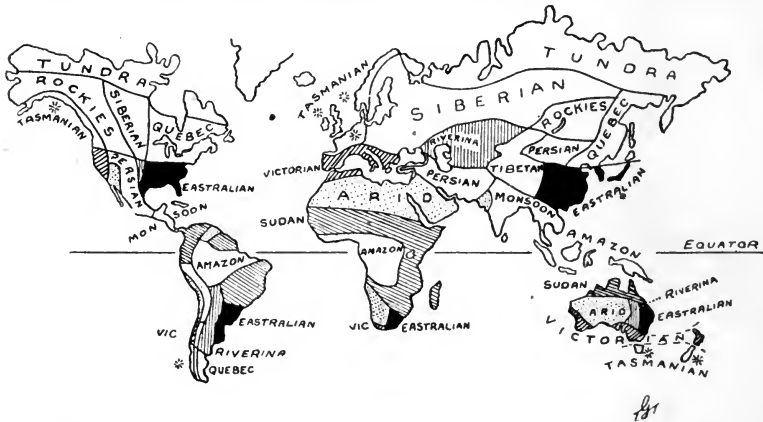 TUNDRA
TUNDRA
ROCKIES
SIBERIAN
QUEBEC
TASMANIAN
PERSIAN
EASTRALIAN
MONSOON
TASMANIAN
SIBERIAN
ROCKIES
QUEBEC
RIVERINA
PERSIAN
VICTORIAN
PERSIAN
TIBETAN
EASTRALIAN
ARID
MONSOON
SUDAN
AMAZON
AMAZON
AMAZON
EQUATOR
SUDAN
RIVERINA
ARID
EASTRALIAN
VIC
EASTRALIAN
VIC
EASTRALIAN
VICTORIAN
RIVERINA
TASMANIAN
QUEBEC